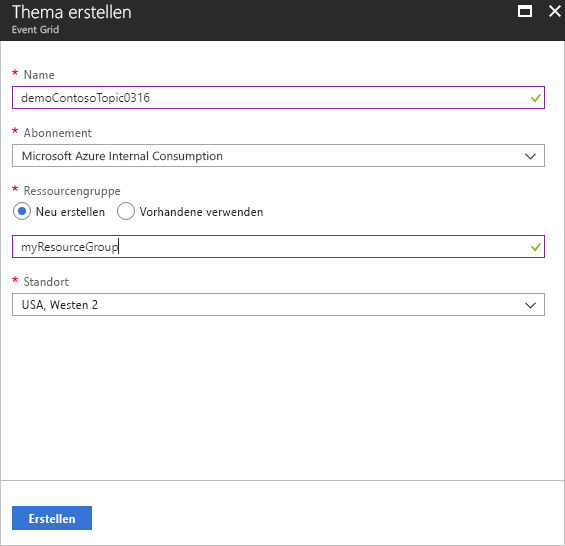 Thema erstellen
Event Grid
* Name
demoContosoTopic0316
* Abonnement
Microsoft Azure Internal Consumption
* Ressourcengruppe
Neu erstellen Vorhandene verwenden
myResourceGroup
* Standort
USA, Westen 2
Erstellen